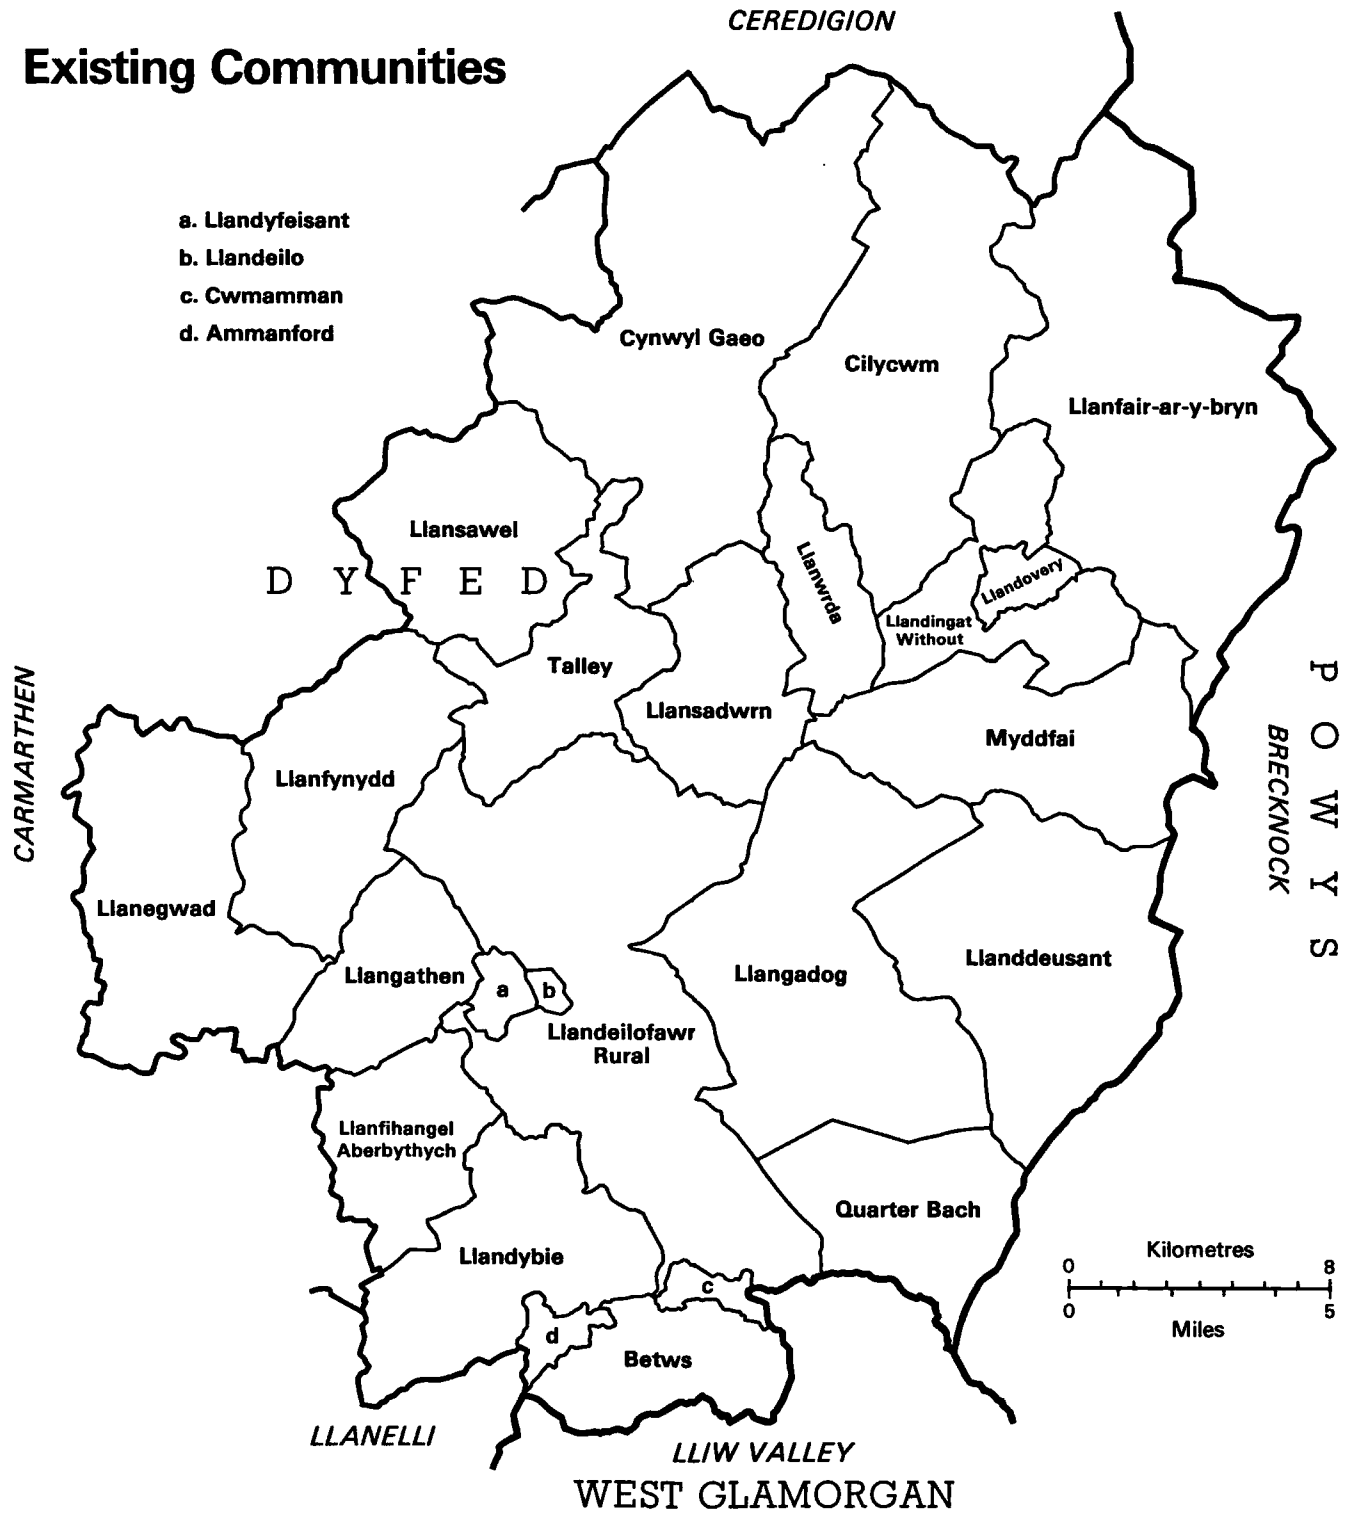 CEREDIGION
Existing Communities
a. Llandyfeisant
b. Llandeilo
c. Cwmamman
d. Ammanford
Cynwyl Gaeo
Cilycwm
Llanfair-ar-y-bryn
Llansawel
DYFED
Llanwrda
Llandovery
Llandingat
Without
Talley
Llansadwrn
Myddfai
POWYS
BRECKNOCK
CARMARTHEN
Llanfynydd
Llanegwad
Llangathen
a
b
Llangadog
Llanddeusant
Llandeilofawr
Rural
Llanfihangel
Aberbythych
Quarter Bach
Llandybie
c
d
Betws
Kilometres
0 8
0 5
Miles
LLANELLI
LLIW VALLEY
WEST GLAMORGAN